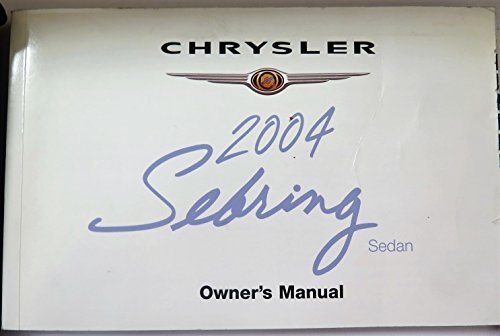 CHRYSLER
2004
Sebring
Sedan
Owner's Manual